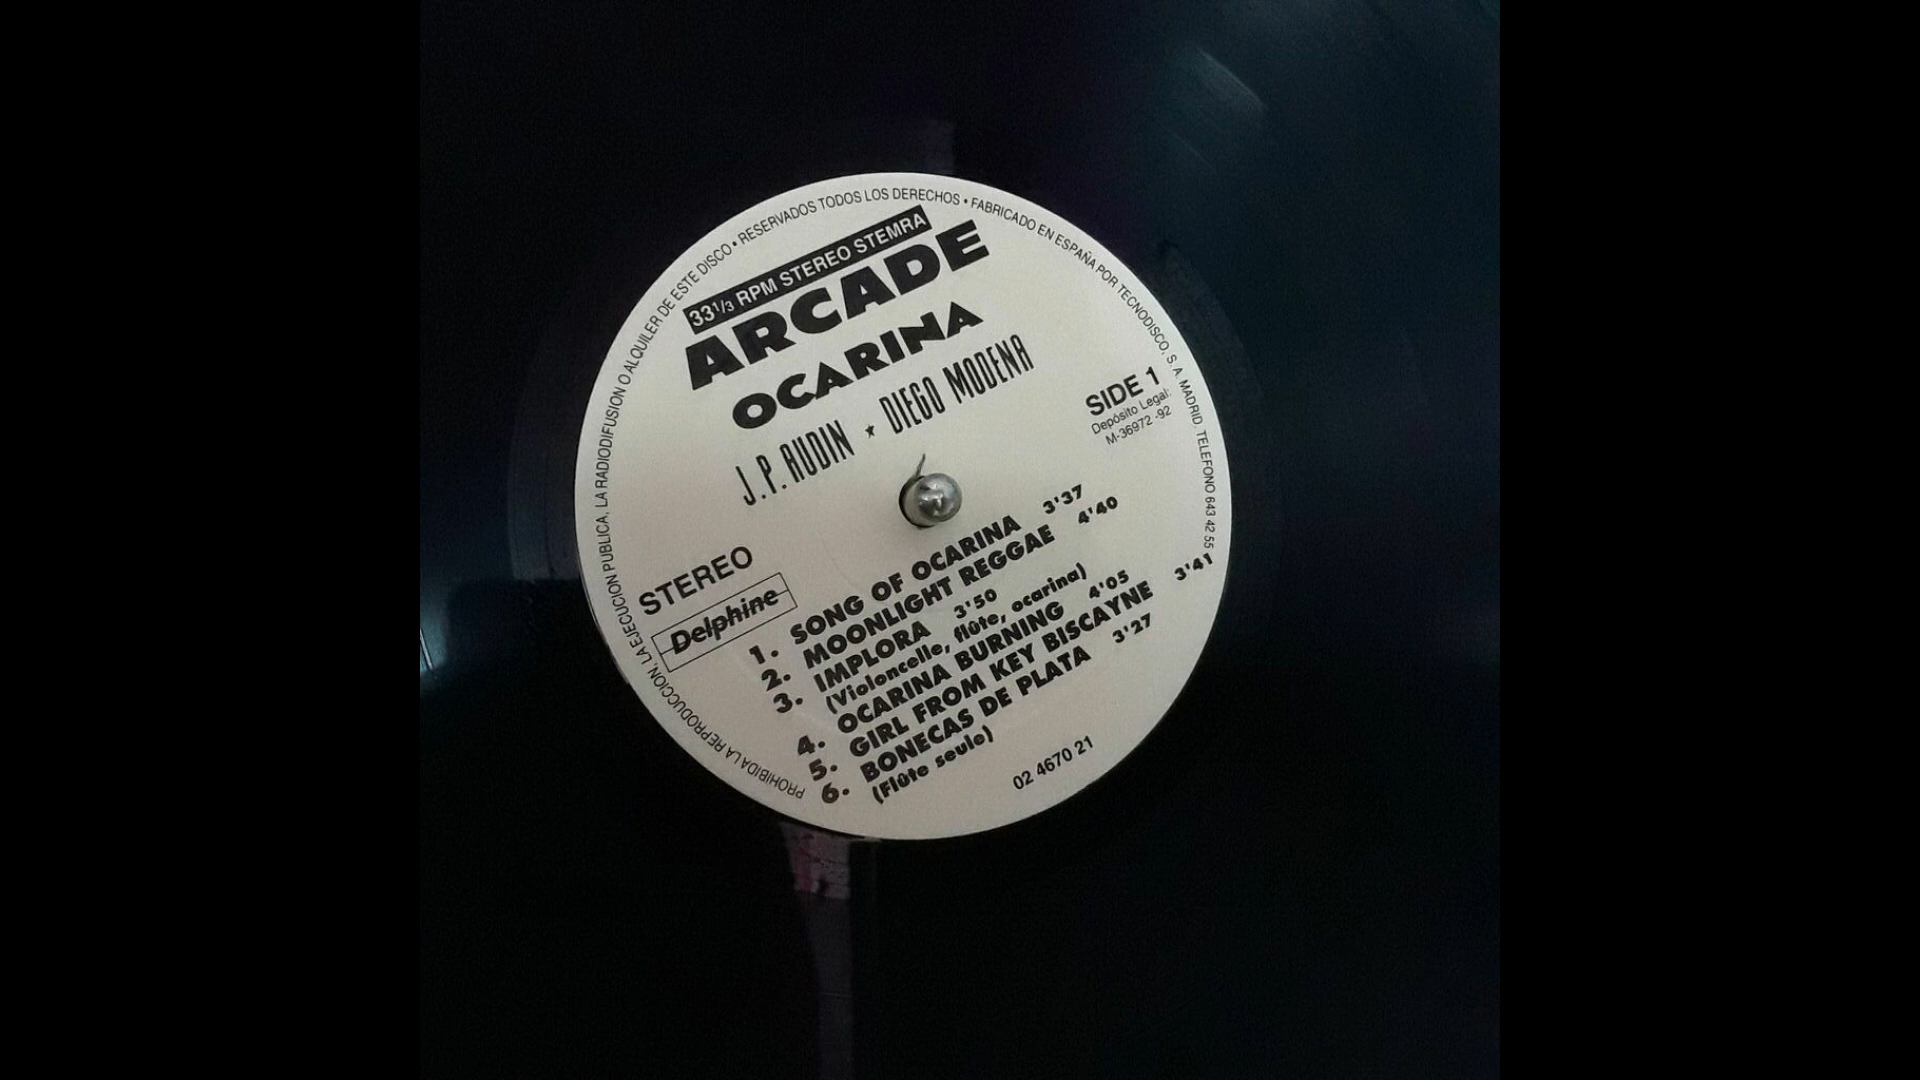 PROHIBIDA LA REPRODUCCION, LA EJECUCION PUBLICA, LA RADIODIFUSION O ALQUILER DE ESTE DISCO • RESERVADOS TODOS LOS DERECHOS • FABRICADO EN ESPAÑA POR TECNODISCO, S. A. MADRID, TELEFONO 643 42 55
33 1/3 RPM STEREO STEMRA
ARCADE
OCARINA
J.P. AUDIN ★ DIEGO MODENA
SIDE 1
Depósito Legal:
M-36972 -92
STEREO
Delphine
1. SONG OF OCARINA 3'37
2. MOONLIGHT REGGAE 4'40
3. IMPLORA 3'50
(Violoncelle, flûte, ocarina)
4. OCARINA BURNING 4'05
5. GIRL FROM KEY BISCAYNE 3'41
6. BONECAS DE PLATA 3'27
(Flûte seule)
02 4670 21